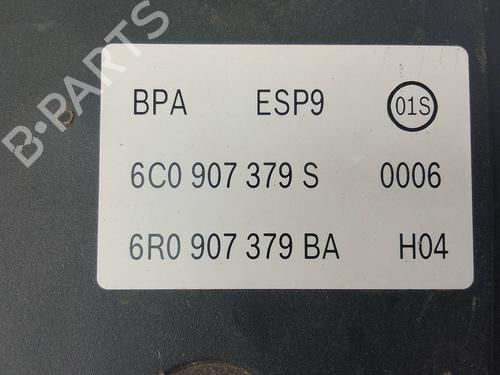 B-PARTS
BPA ESP9 01S
6C0 907 379 S 0006
6R0 907 379 BA H04